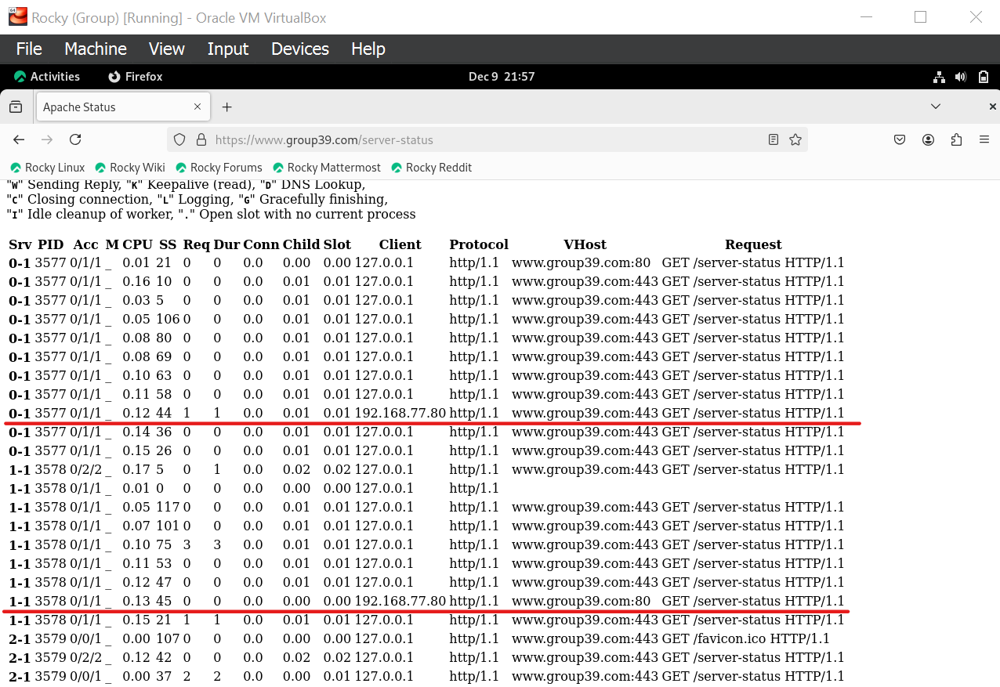 Rocky (Group) [Running] - Oracle VM VirtualBox
File Machine View Input Devices Help
Activities Firefox Dec 9 21:57
Apache Status
https://www.group39.com/server-status
Rocky Linux Rocky Wiki Rocky Forums Rocky Mattermost Rocky Reddit
"W" Sending Reply, "K" Keepalive (read), "D" DNS Lookup,
"C" Closing connection, "L" Logging, "G" Gracefully finishing,
"I" Idle cleanup of worker, "." Open slot with no current process
Srv PID Acc M CPU SS Req Dur Conn Child Slot Client Protocol VHost Request
0-1 3577 0/1/1 _ 0.01 21 0 0 0.0 0.00 0.00 127.0.0.1 http/1.1 www.group39.com:80 GET /server-status HTTP/1.1
0-1 3577 0/1/1 _ 0.16 10 0 0 0.0 0.01 0.01 127.0.0.1 http/1.1 www.group39.com:443 GET /server-status HTTP/1.1
0-1 3577 0/1/1 _ 0.03 5 0 0 0.0 0.01 0.01 127.0.0.1 http/1.1 www.group39.com:443 GET /server-status HTTP/1.1
0-1 3577 0/1/1 _ 0.05 106 0 0 0.0 0.01 0.01 127.0.0.1 http/1.1 www.group39.com:443 GET /server-status HTTP/1.1
0-1 3577 0/1/1 _ 0.08 80 0 0 0.0 0.01 0.01 127.0.0.1 http/1.1 www.group39.com:443 GET /server-status HTTP/1.1
0-1 3577 0/1/1 _ 0.08 69 0 0 0.0 0.01 0.01 127.0.0.1 http/1.1 www.group39.com:443 GET /server-status HTTP/1.1
0-1 3577 0/1/1 _ 0.10 63 0 0 0.0 0.01 0.01 127.0.0.1 http/1.1 www.group39.com:443 GET /server-status HTTP/1.1
0-1 3577 0/1/1 _ 0.11 58 0 0 0.0 0.01 0.01 127.0.0.1 http/1.1 www.group39.com:443 GET /server-status HTTP/1.1
0-1 3577 0/1/1 _ 0.12 44 1 1 0.0 0.01 0.01 192.168.77.80 http/1.1 www.group39.com:443 GET /server-status HTTP/1.1
0-1 3577 0/1/1 _ 0.14 36 0 0 0.0 0.01 0.01 127.0.0.1 http/1.1 www.group39.com:443 GET /server-status HTTP/1.1
0-1 3577 0/1/1 _ 0.15 26 0 0 0.0 0.01 0.01 127.0.0.1 http/1.1 www.group39.com:443 GET /server-status HTTP/1.1
1-1 3578 0/2/2 _ 0.17 5 0 1 0.0 0.02 0.02 127.0.0.1 http/1.1 www.group39.com:443 GET /server-status HTTP/1.1
1-1 3578 0/1/1 _ 0.01 0 0 0 0.0 0.00 0.00 127.0.0.1 http/1.1
1-1 3578 0/1/1 _ 0.05 117 0 0 0.0 0.01 0.01 127.0.0.1 http/1.1 www.group39.com:443 GET /server-status HTTP/1.1
1-1 3578 0/1/1 _ 0.07 101 0 0 0.0 0.01 0.01 127.0.0.1 http/1.1 www.group39.com:443 GET /server-status HTTP/1.1
1-1 3578 0/1/1 _ 0.10 75 3 3 0.0 0.01 0.01 127.0.0.1 http/1.1 www.group39.com:443 GET /server-status HTTP/1.1
1-1 3578 0/1/1 _ 0.11 53 0 0 0.0 0.01 0.01 127.0.0.1 http/1.1 www.group39.com:443 GET /server-status HTTP/1.1
1-1 3578 0/1/1 _ 0.12 47 0 0 0.0 0.01 0.01 127.0.0.1 http/1.1 www.group39.com:443 GET /server-status HTTP/1.1
1-1 3578 0/1/1 _ 0.13 45 0 0 0.0 0.00 0.00 192.168.77.80 http/1.1 www.group39.com:80 GET /server-status HTTP/1.1
1-1 3578 0/1/1 _ 0.15 21 1 1 0.0 0.01 0.01 127.0.0.1 http/1.1 www.group39.com:443 GET /server-status HTTP/1.1
2-1 3579 0/0/1 _ 0.00 107 0 0 0.0 0.00 0.00 127.0.0.1 http/1.1 www.group39.com:443 GET /favicon.ico HTTP/1.1
2-1 3579 0/2/2 _ 0.12 42 0 0 0.0 0.02 0.02 127.0.0.1 http/1.1 www.group39.com:443 GET /server-status HTTP/1.1
2-1 3579 0/0/1 _ 0.00 37 2 2 0.0 0.00 0.01 127.0.0.1 http/1.1 www.group39.com:443 GET /server-status HTTP/1.1